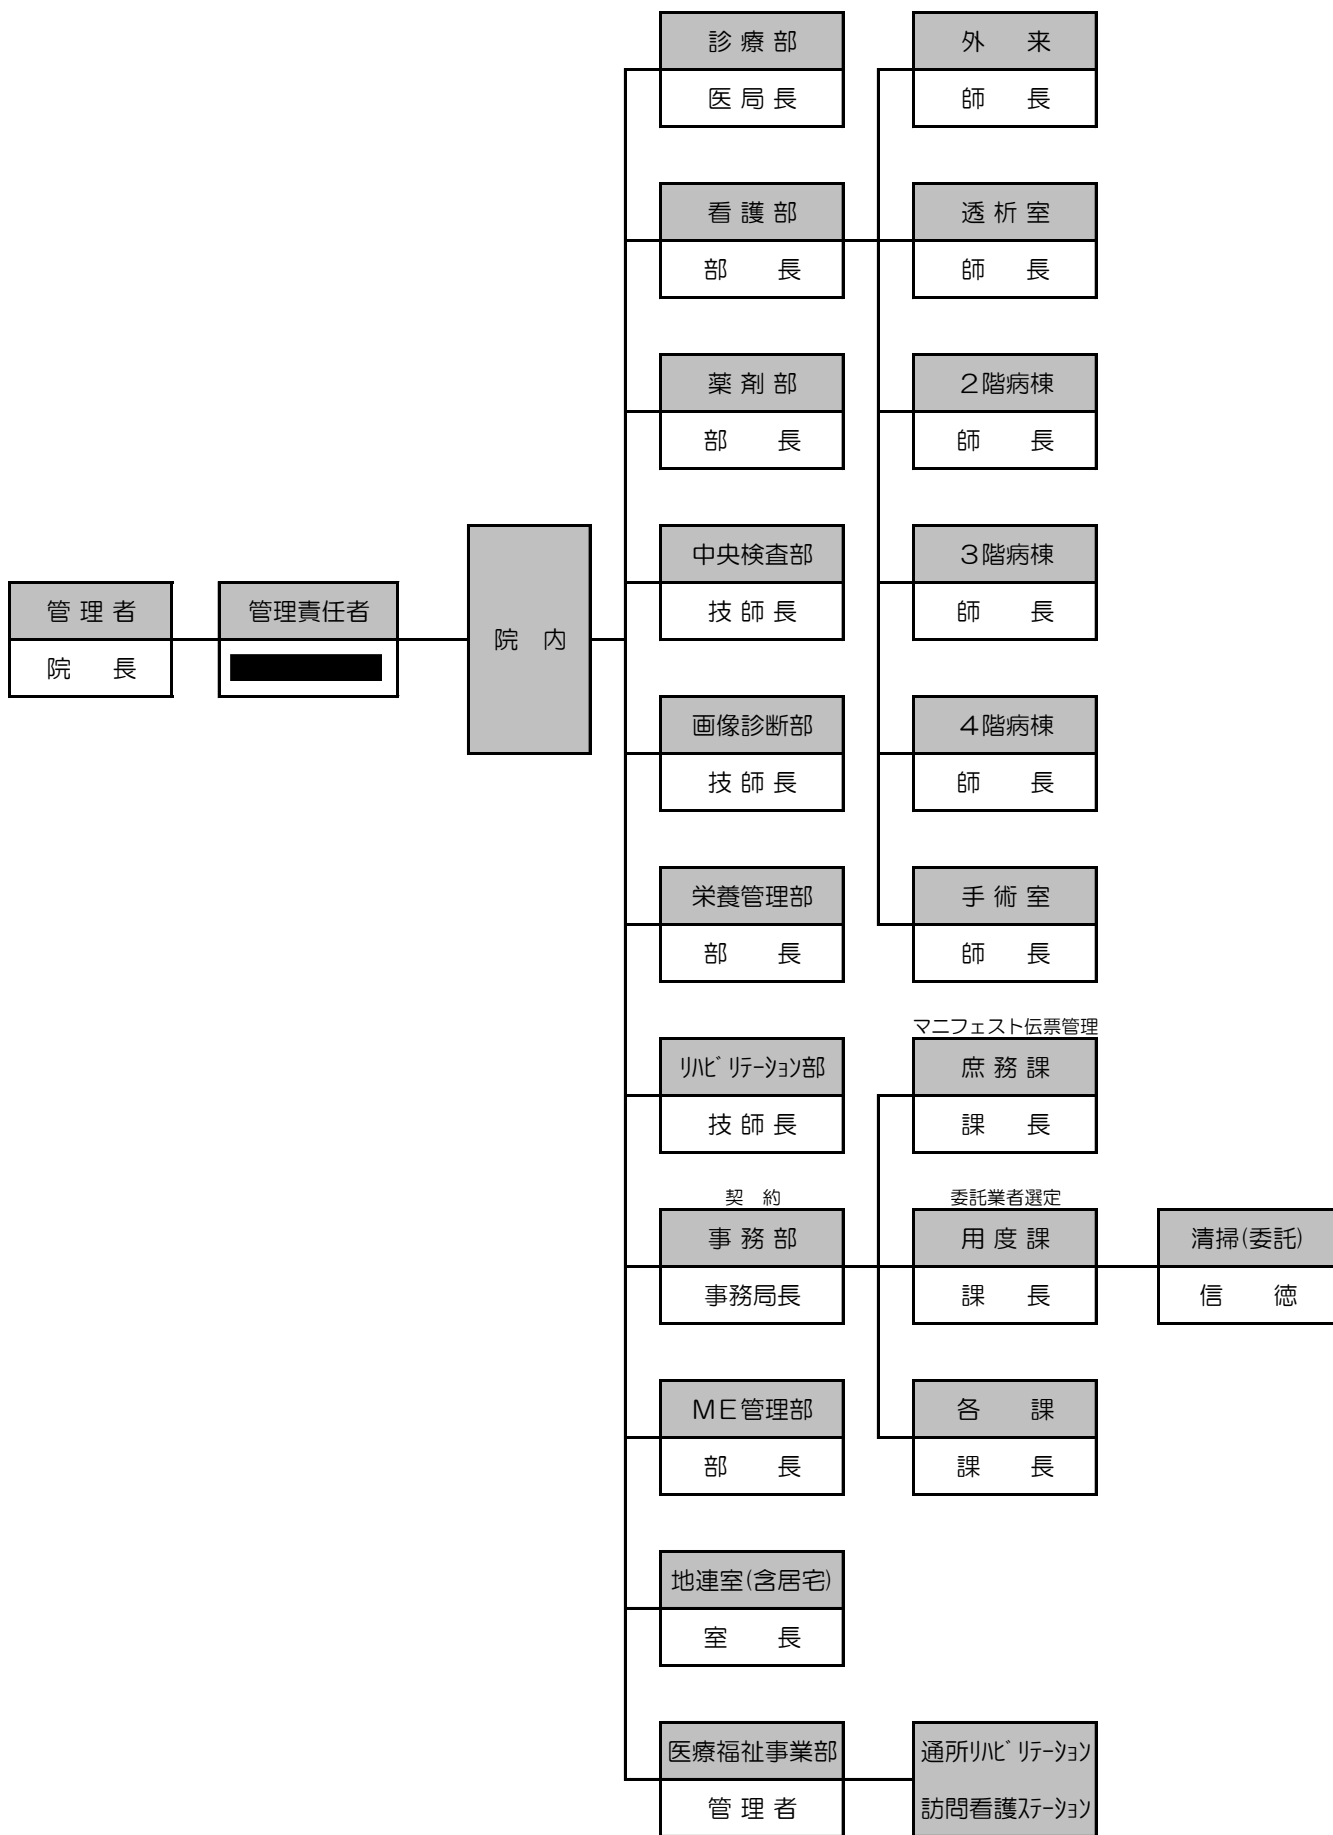 診療部
医局長
外　来
師　長
看護部
部　長
透析室
師　長
薬剤部
部　長
２階病棟
師　長
中央検査部
技師長
３階病棟
師　長
管理者
院　長
管理責任者
院　内
画像診断部
技師長
４階病棟
師　長
栄養管理部
部　長
手術室
師　長
ﾘﾊﾋﾞﾘﾃｰｼｮﾝ部
技師長
マニフェスト伝票管理
庶務課
課　長
契　約
事務部
事務局長
委託業者選定
用度課
課　長
清掃(委託)
信　徳
ＭＥ管理部
部　長
各　課
課　長
地連室(含居宅)
室　長
医療福祉事業部
管理者
通所ﾘﾊﾋﾞﾘﾃｰｼｮﾝ
訪問看護ｽﾃｰｼｮﾝ